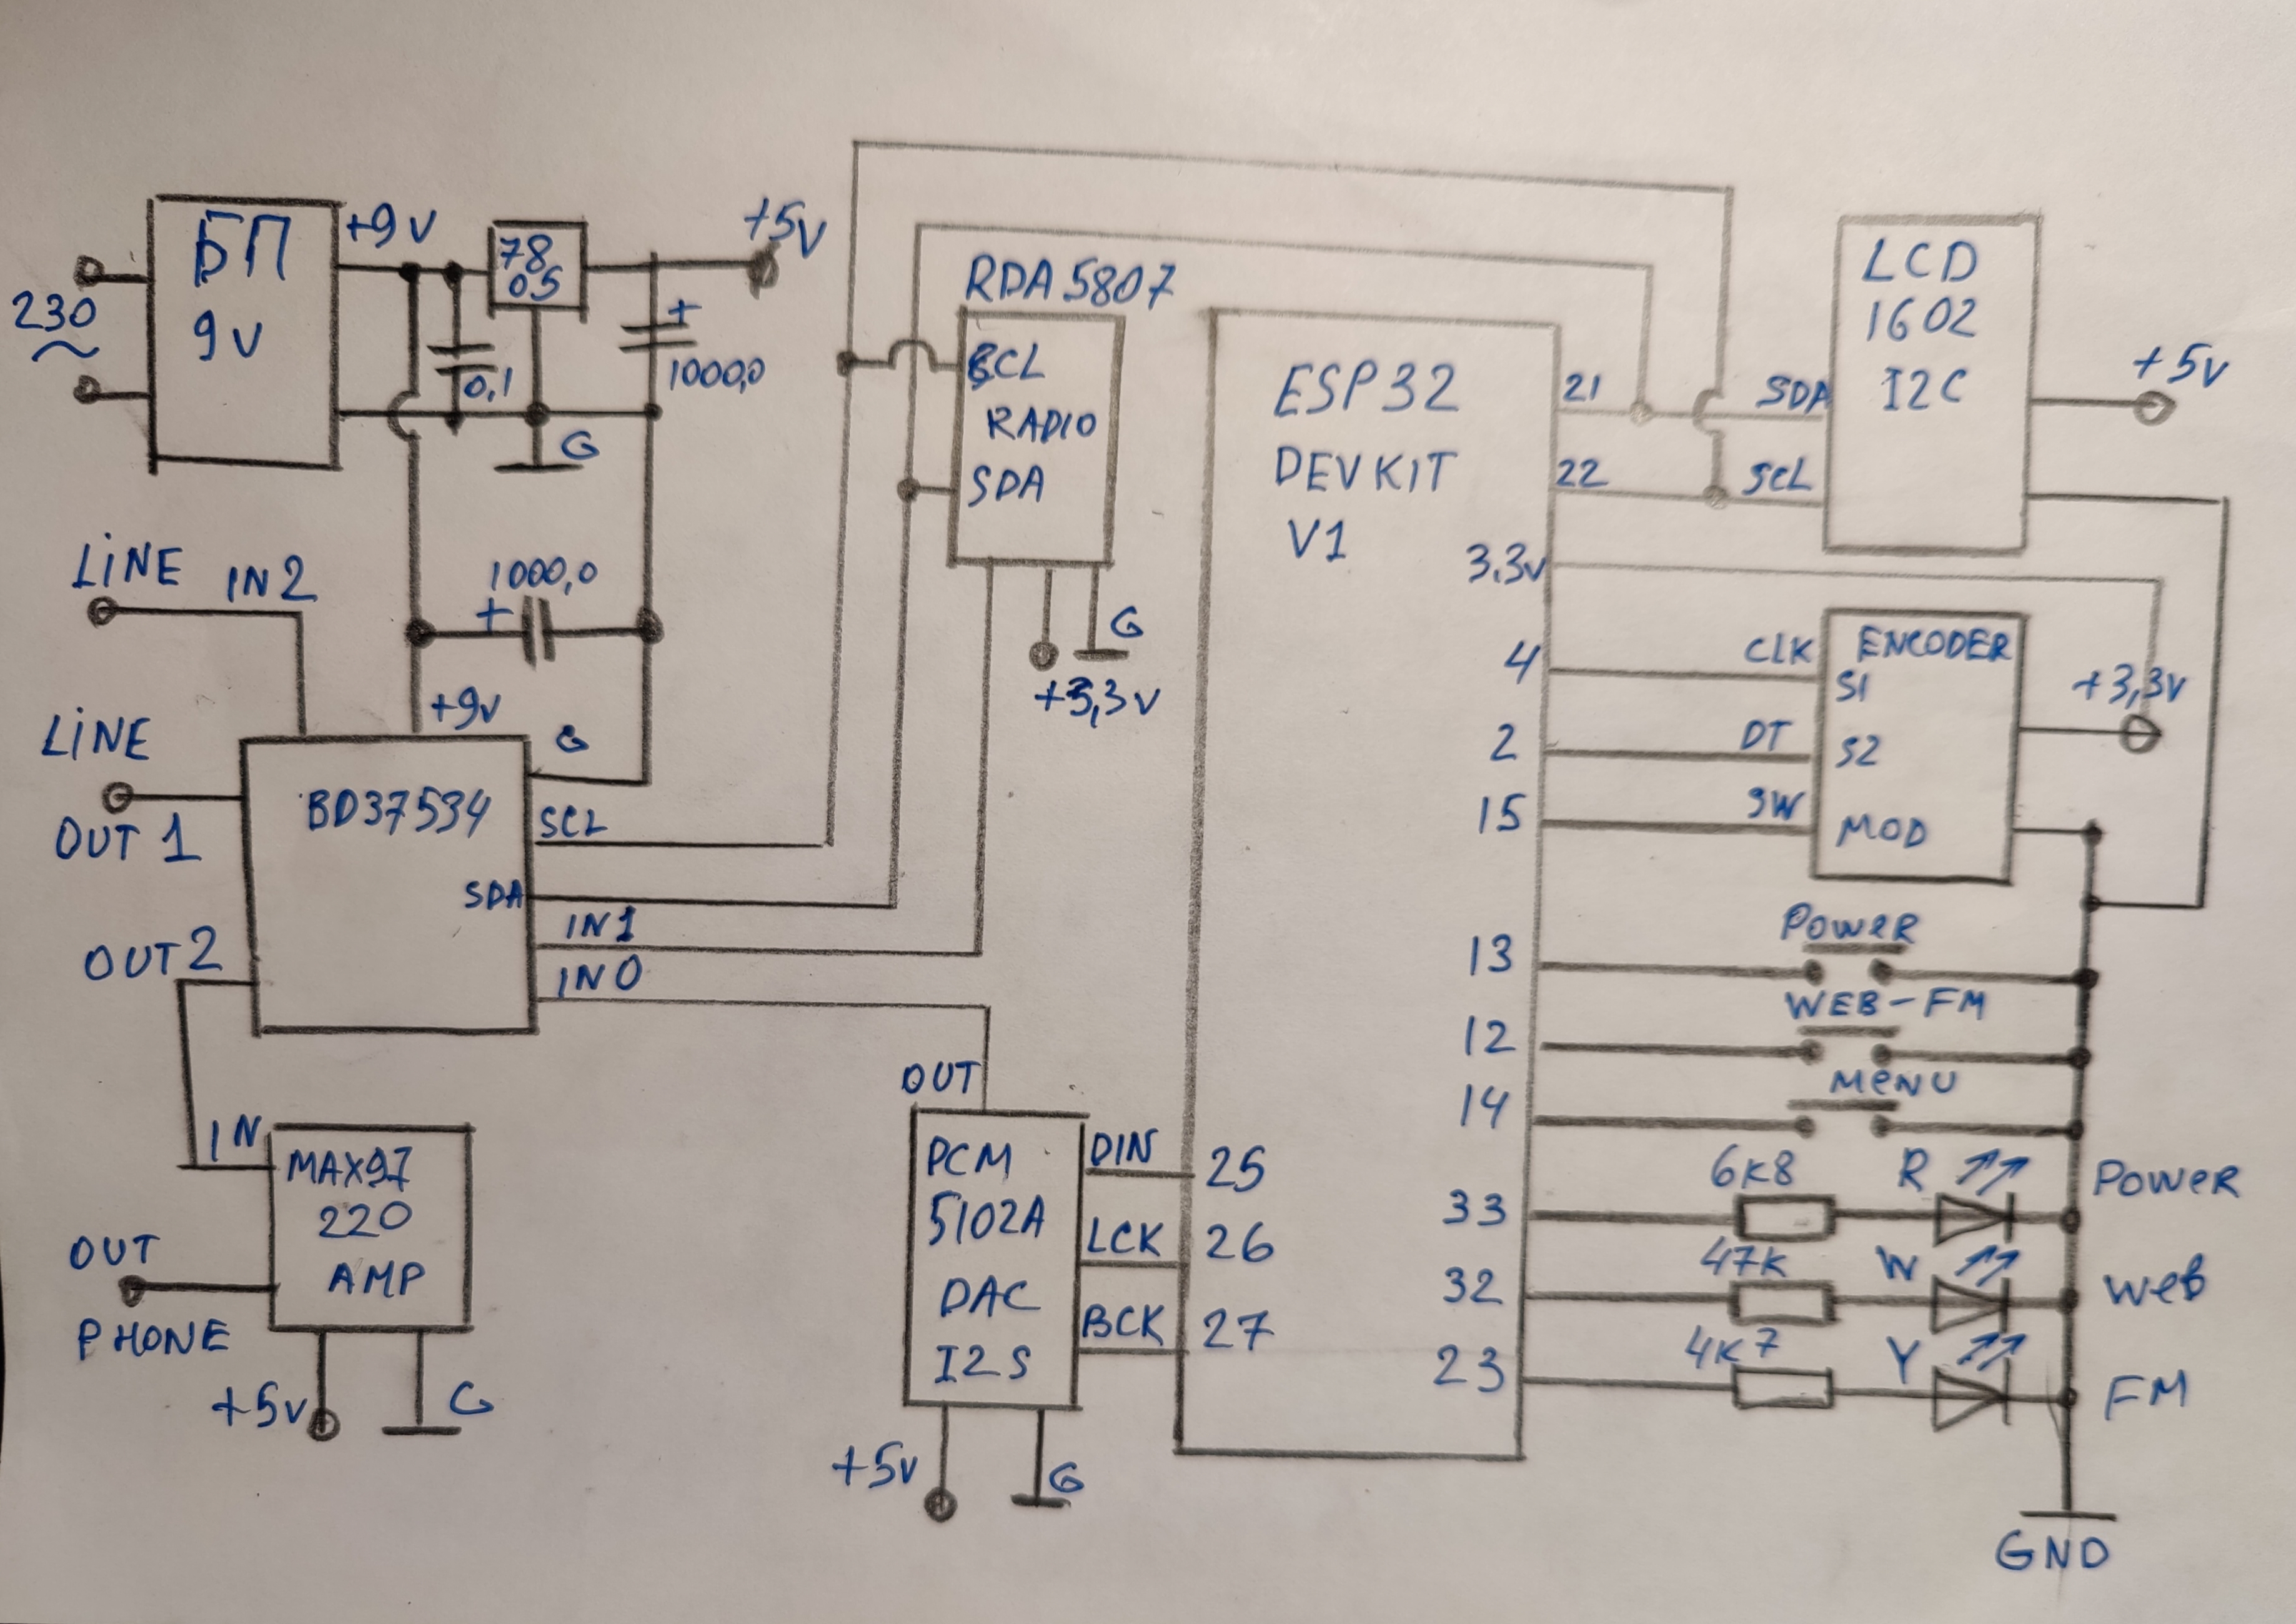 БП
9V
230
~
+9V
78
05
+5V
+
1000,0
0,1
G
LINE IN2
1000,0
+
+9V
G
LINE
OUT 1
BD37534
SCL
SDA
IN1
IN0
OUT2
IN
MAX97
220
AMP
OUT
PHONE
+5V
G
RDA5807
SCL
RADIO
SDA
G
+3,3V
OUT
PCM
5102A
DAC
I2S
DIN
LCK
BCK
+5V
G
ESP32
DEVKIT
V1
21
22
3.3V
4
2
15
13
12
14
33
32
23
25
26
27
LCD
1602
I2C
SDA
SCL
+5V
ENCODER
CLK
S1
DT
S2
SW
MOD
+3,3V
POWER
WEB-FM
MENU
6K8
R
POWER
47K
W
WEB
4K7
Y
FM
GND